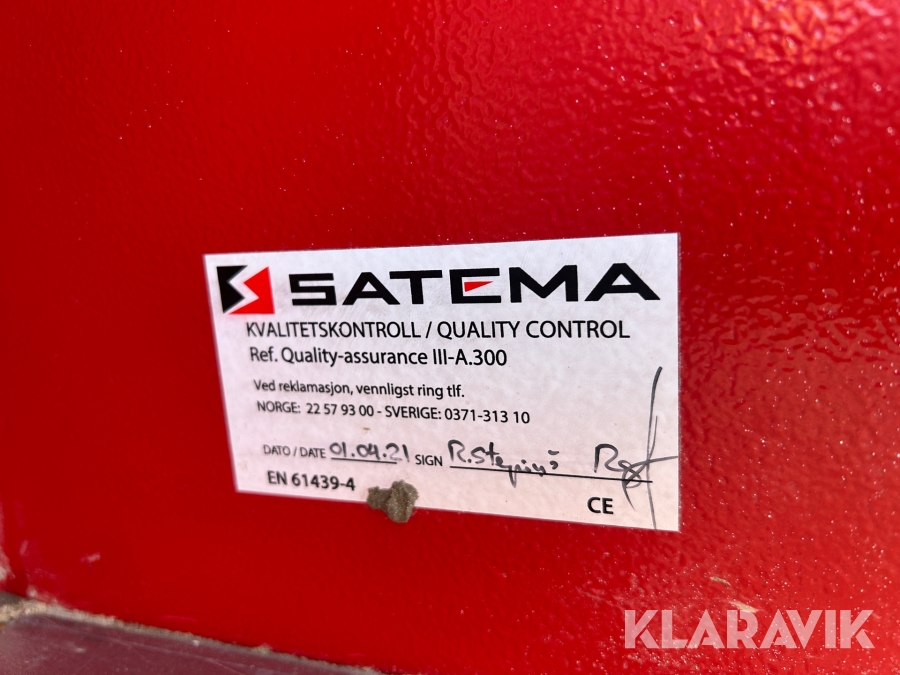 SATEMA
KVALITETSKONTROLL / QUALITY CONTROL
Ref. Quality-assurance III-A.300
Ved reklamasjon, vennligst ring tlf.
NORGE: 22 57 93 00 - SVERIGE: 0371-313 10
DATO / DATE 01.04.21 SIGN
EN 61439-4
CE
KLARAVIK